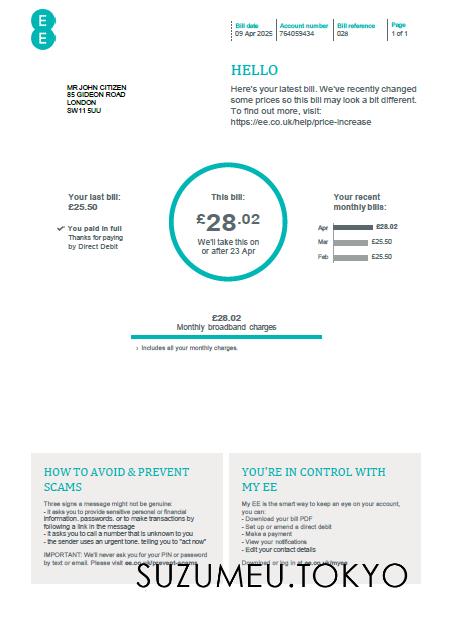 EE
Bill date
09 Apr 2025
Account number
764059434
Bill reference
028
Page
1 of 1
HELLO
Here's your latest bill. We've recently changed
some prices so this bill may look a bit different.
To find out more, visit:
https://ee.co.uk/help/price-increase
MR JOHN CITIZEN
85 GIDEON ROAD
LONDON
SW11 5UU
Your last bill:
£25.50
You paid in full
Thanks for paying
by Direct Debit
This bill:
£28.02
We'll take this on
or after 23 Apr
Your recent
monthly bills:
Apr £28.02
Mar £25.50
Feb £25.50
£28.02
Monthly broadband charges
› Includes all your monthly charges.
HOW TO AVOID & PREVENT
SCAMS
Three signs a message might not be genuine:
- it asks you to provide sensitive personal or financial
information, passwords, or to make transactions by
following a link in the message
- it asks you to call a number that is unknown to you
- the sender uses an urgent tone, telling you to "act now"
IMPORTANT: We'll never ask you for your PIN or password
by text or email. Please visit ee.co.uk/prevent-scams
YOU'RE IN CONTROL WITH
MY EE
My EE is the smart way to keep an eye on your account,
you can:
- Download your bill PDF
- Set up or amend a direct debit
- Make a payment
- View your notifications
- Edit your contact details
Download or log in at ee.co.uk/myee
SUZUMEU.TOKYO